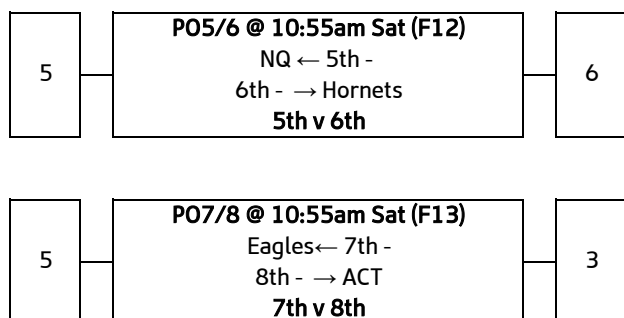 PO5/6 @ 10:55am Sat (F12)
5
NQ ← 5th -
6th - → Hornets
5th v 6th
6
PO7/8 @ 10:55am Sat (F13)
5
Eagles← 7th -
8th - → ACT
7th v 8th
3